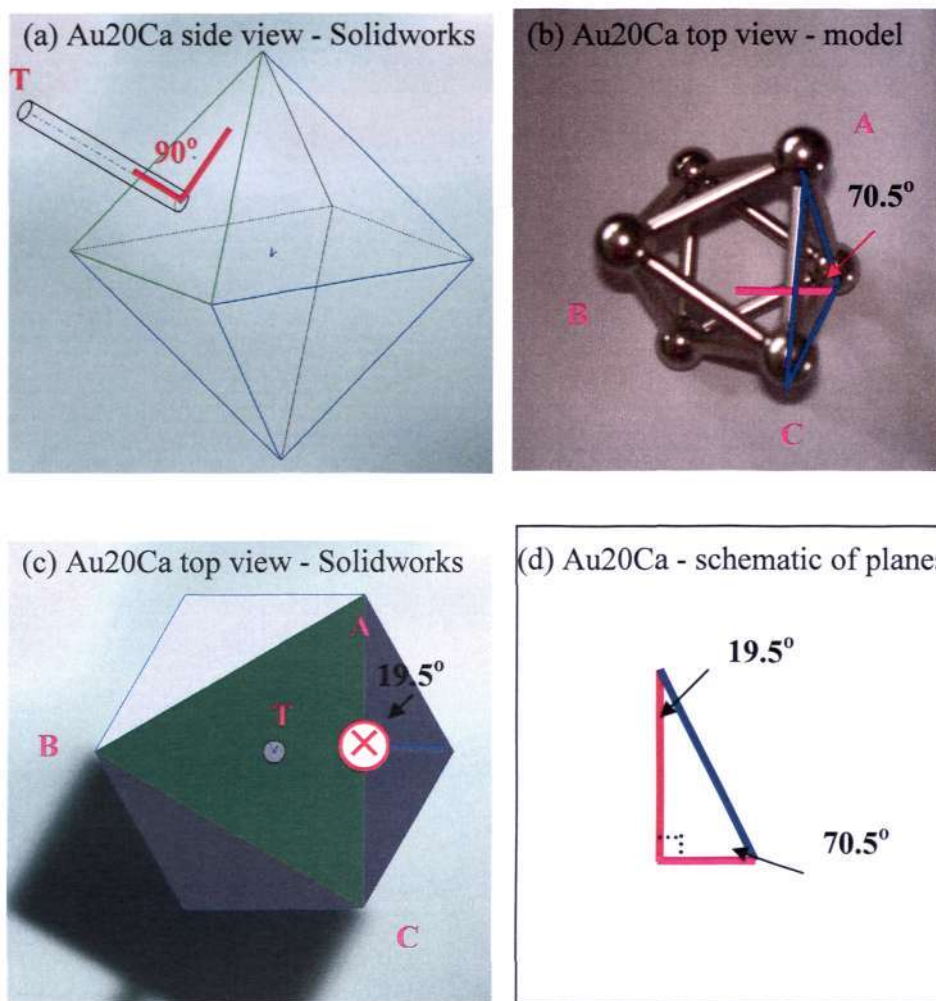 (a) Au20Ca side view - Solidworks
T
90°
(b) Au20Ca top view - model
A
70.5°
B
C
(c) Au20Ca top view - Solidworks
A
19.5°
T
B
C
(d) Au20Ca - schematic of planes
19.5°
70.5°